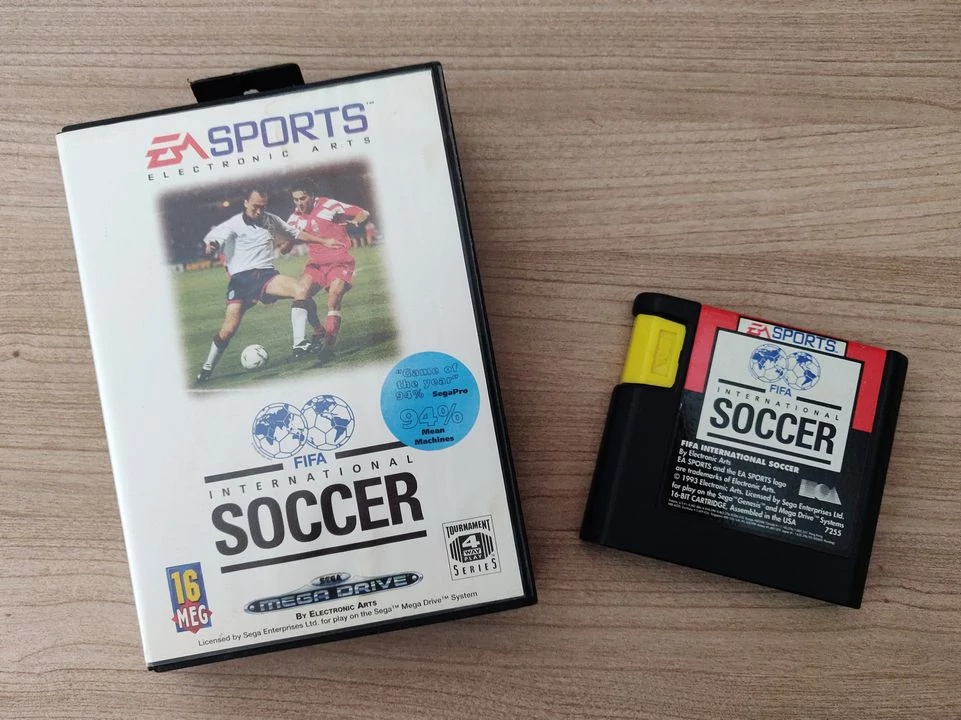 EA SPORTS™
ELECTRONIC ARTS
"Game of
the year"
94% SegaPro
94%
Mean
Machines
FIFA
INTERNATIONAL
SOCCER
TOURNAMENT
4
WAY
PLAY
SERIES
16
MEG
SEGA
MEGA DRIVE
BY ELECTRONIC ARTS
Licensed by Sega Enterprises Ltd. for play on the Sega™ Mega Drive™ System
EA SPORTS
FIFA
INTERNATIONAL
SOCCER
FIFA INTERNATIONAL SOCCER
By Electronic Arts
EA SPORTS and the EA SPORTS logo
are trademarks of Electronic Arts.
© 1993 Electronic Arts. Licensed by Sega Enterprises Ltd.
for play on the Sega™ Genesis™ and Mega Drive™ Systems
16-BIT CARTRIDGE. Assembled in the USA
7255